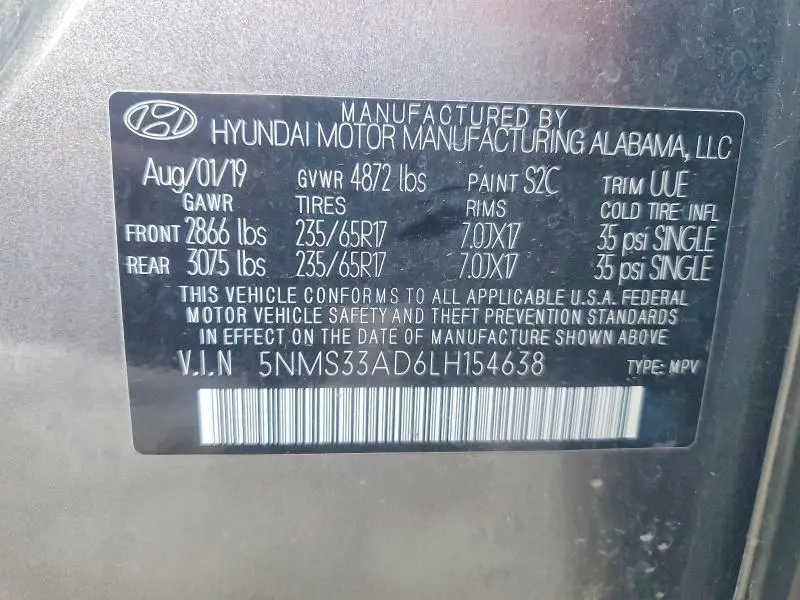 MANUFACTURED BY
HYUNDAI MOTOR MANUFACTURING ALABAMA, LLC
Aug/01/19 GVWR 4872 lbs PAINT S2C TRIM UUE
GAWR TIRES RIMS COLD TIRE INFL
FRONT 2866 lbs 235/65R17 7.0JX17 35 psi SINGLE
REAR 3075 lbs 235/65R17 7.0JX17 35 psi SINGLE
THIS VEHICLE CONFORMS TO ALL APPLICABLE U.S.A. FEDERAL
MOTOR VEHICLE SAFETY AND THEFT PREVENTION STANDARDS
IN EFFECT ON THE DATE OF MANUFACTURE SHOWN ABOVE
V.I.N 5NMS33AD6LH154638 TYPE: MPV